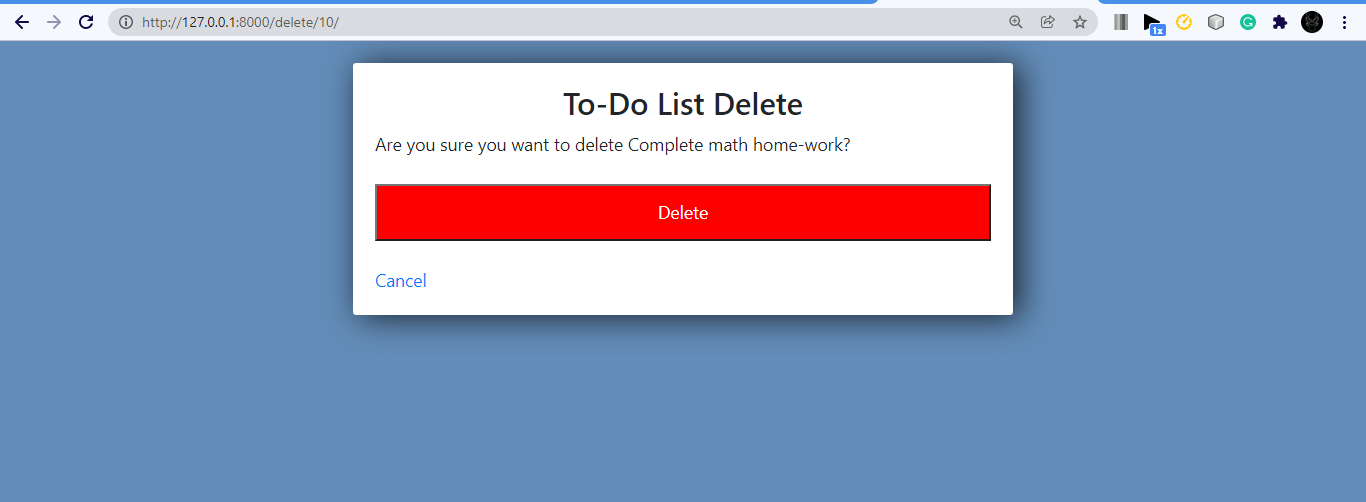 http://127.0.0.1:8000/delete/10/
1x
To-Do List Delete
Are you sure you want to delete Complete math home-work?
Delete
Cancel